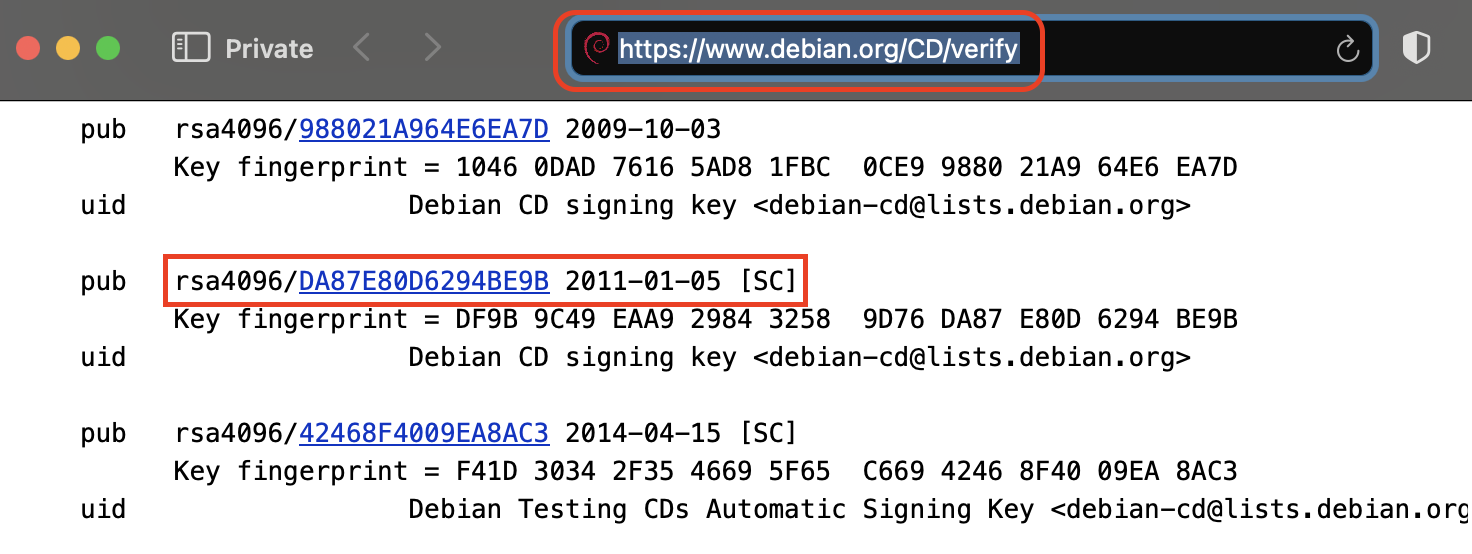 Private
https://www.debian.org/CD/verify
pub rsa4096/988021A964E6EA7D 2009-10-03
Key fingerprint = 1046 0DAD 7616 5AD8 1FBC  0CE9 9880 21A9 64E6 EA7D
uid Debian CD signing key <debian-cd@lists.debian.org>
pub rsa4096/DA87E80D6294BE9B 2011-01-05 [SC]
Key fingerprint = DF9B 9C49 EAA9 2984 3258  9D76 DA87 E80D 6294 BE9B
uid Debian CD signing key <debian-cd@lists.debian.org>
pub rsa4096/42468F4009EA8AC3 2014-04-15 [SC]
Key fingerprint = F41D 3034 2F35 4669 5F65  C669 4246 8F40 09EA 8AC3
uid Debian Testing CDs Automatic Signing Key <debian-cd@lists.debian.org